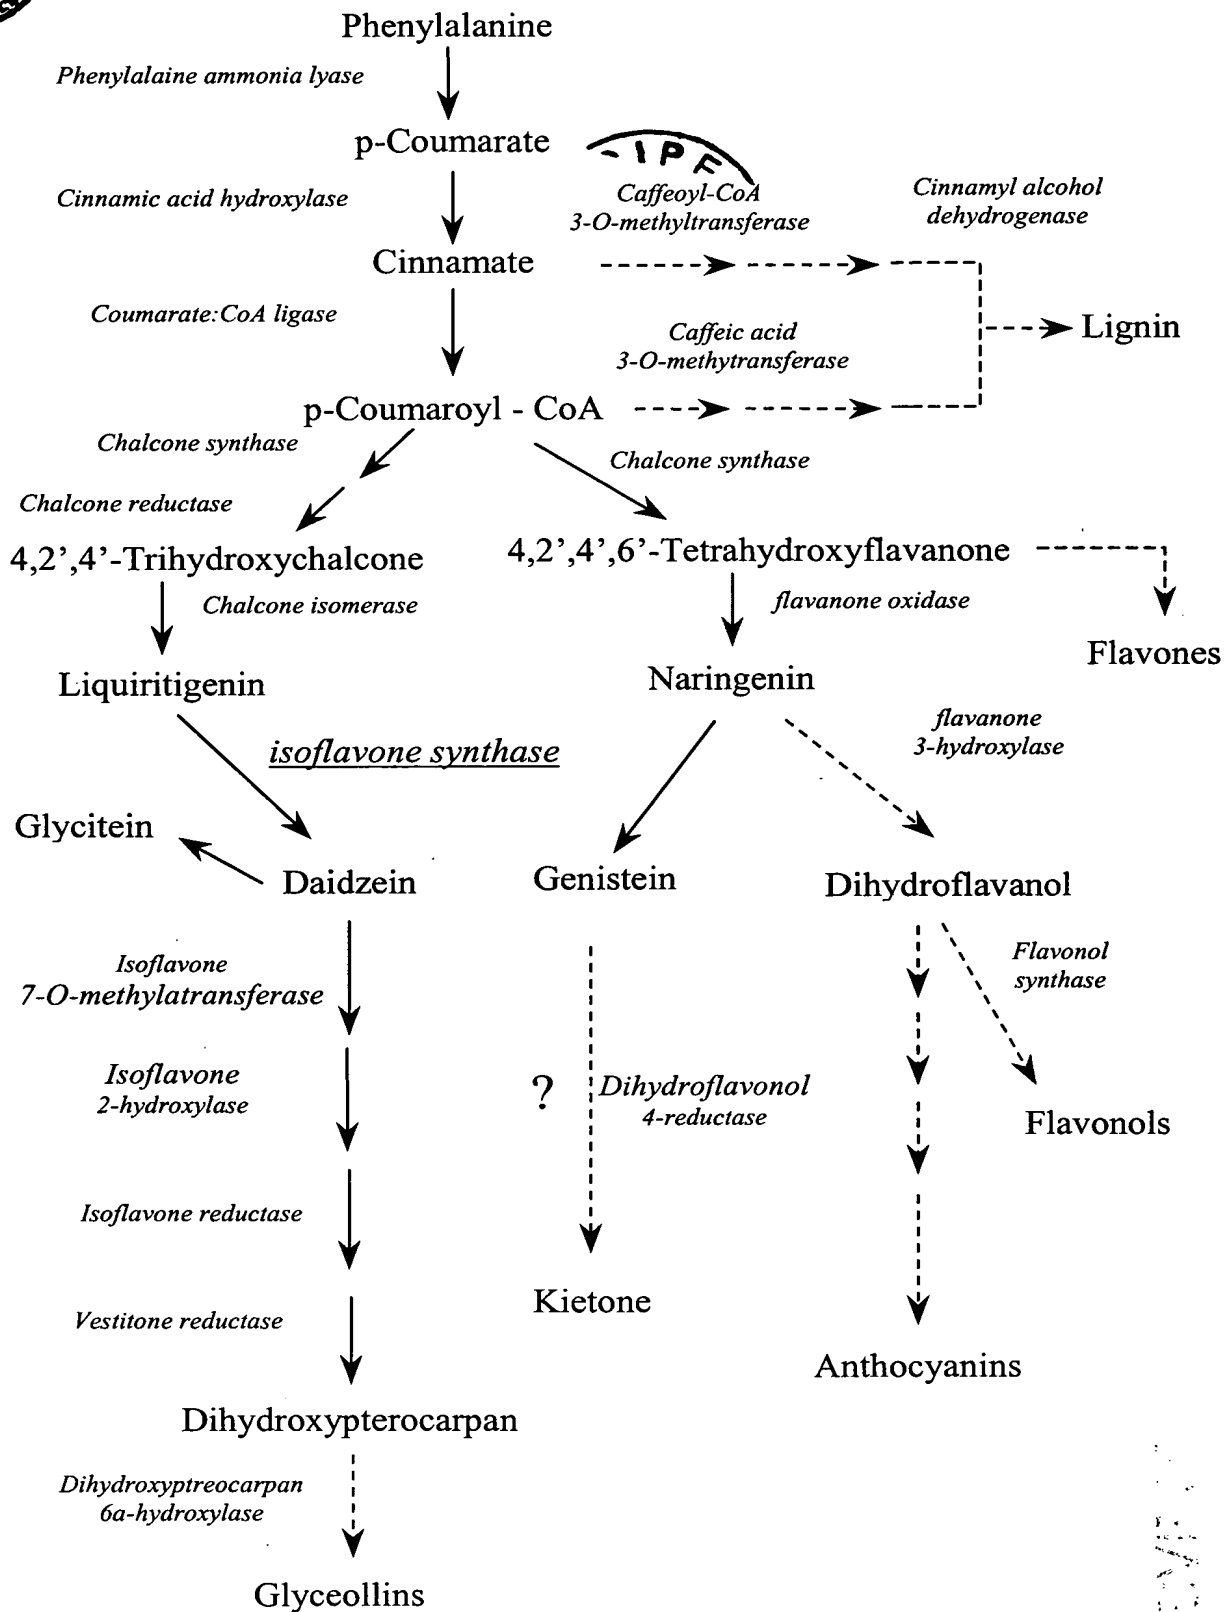 Phenylalanine
Phenylalaine ammonia lyase
p-Coumarate
-IPF
Cinnamic acid hydroxylase
Caffeoyl-CoA
3-O-methyltransferase
Cinnamyl alcohol
dehydrogenase
Cinnamate
Coumarate:CoA ligase
Caffeic acid
3-O-methytransferase
Lignin
p-Coumaroyl - CoA
Chalcone synthase
Chalcone synthase
Chalcone reductase
4,2’,4’-Trihydroxychalcone
4,2’,4’,6’-Tetrahydroxyflavanone
Chalcone isomerase
flavanone oxidase
Flavones
Liquiritigenin
Naringenin
flavanone
3-hydroxylase
isoflavone synthase
Glycitein
Daidzein
Genistein
Dihydroflavanol
Isoflavone
7-O-methylatransferase
Flavonol
synthase
Isoflavone
2-hydroxylase
?
Dihydroflavonol
4-reductase
Flavonols
Isoflavone reductase
Kietone
Vestitone reductase
Anthocyanins
Dihydroxypterocarpan
Dihydroxyptreocarpan
6a-hydroxylase
Glyceollins